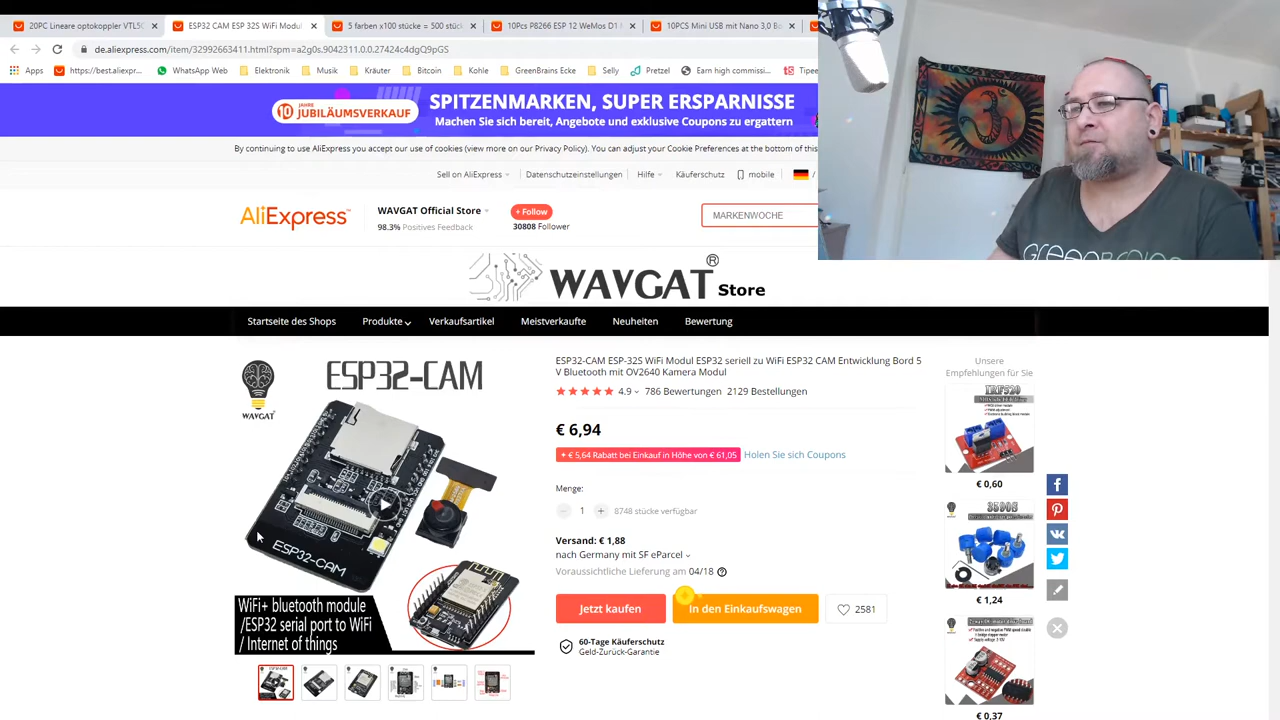 20PC Lineare optokoppler VTL5C
ESP32 CAM ESP 32S WiFi Modul
5 farben x100 stücke = 500 stück
10Pcs P8266 ESP 12 WeMos D1 M
10PCS Mini USB mit Nano 3,0 Bo
de.aliexpress.com/item/32992663411.html?spm=a2g0s.9042311.0.0.27424c4dgQ9pGS
Apps
https://best.aliexpr...
WhatsApp Web
Elektronik
Musik
Kräuter
Bitcoin
Kohle
GreenBrains Ecke
Selly
Pretzel
Earn high commissi...
Tipee
10 JAHRE
JUBILÄUMSVERKAUF
SPITZENMARKEN, SUPER ERSPARNISSE
Machen Sie sich bereit, Angebote und exklusive Coupons zu ergattern
By continuing to use AliExpress you accept our use of cookies (view more on our Privacy Policy). You can adjust your Cookie Preferences at the bottom of this
Sell on AliExpress
Datenschutzeinstellungen
Hilfe
Käuferschutz
mobile
/
AliExpress
WAVGAT Official Store
98.3% Positives Feedback
+ Follow
30808 Follower
MARKENWOCHE
WAVGAT® Store
Startseite des Shops
Produkte
Verkaufsartikel
Meistverkaufte
Neuheiten
Bewertung
WAVGAT
ESP32-CAM
ESP32-CAM
WiFi+ bluetooth module
/ESP32 serial port to WiFi
/ Internet of things
ESP32-CAM ESP-32S WiFi Modul ESP32 seriell zu WiFi ESP32 CAM Entwicklung Bord 5
V Bluetooth mit OV2640 Kamera Modul
4.9
786 Bewertungen
2129 Bestellungen
€ 6,94
+ € 5,64 Rabatt bei Einkauf in Höhe von € 61,05
Holen Sie sich Coupons
Menge:
1
+
8748 stücke verfügbar
Versand: € 1,88
nach Germany mit SF eParcel
Voraussichtliche Lieferung am 04/18
Jetzt kaufen
In den Einkaufswagen
2581
60-Tage Käuferschutz
Geld-Zurück-Garantie
Unsere
Empfehlungen für Sie
IRF520
€ 0,60
3590S
€ 1,24
€ 0,37